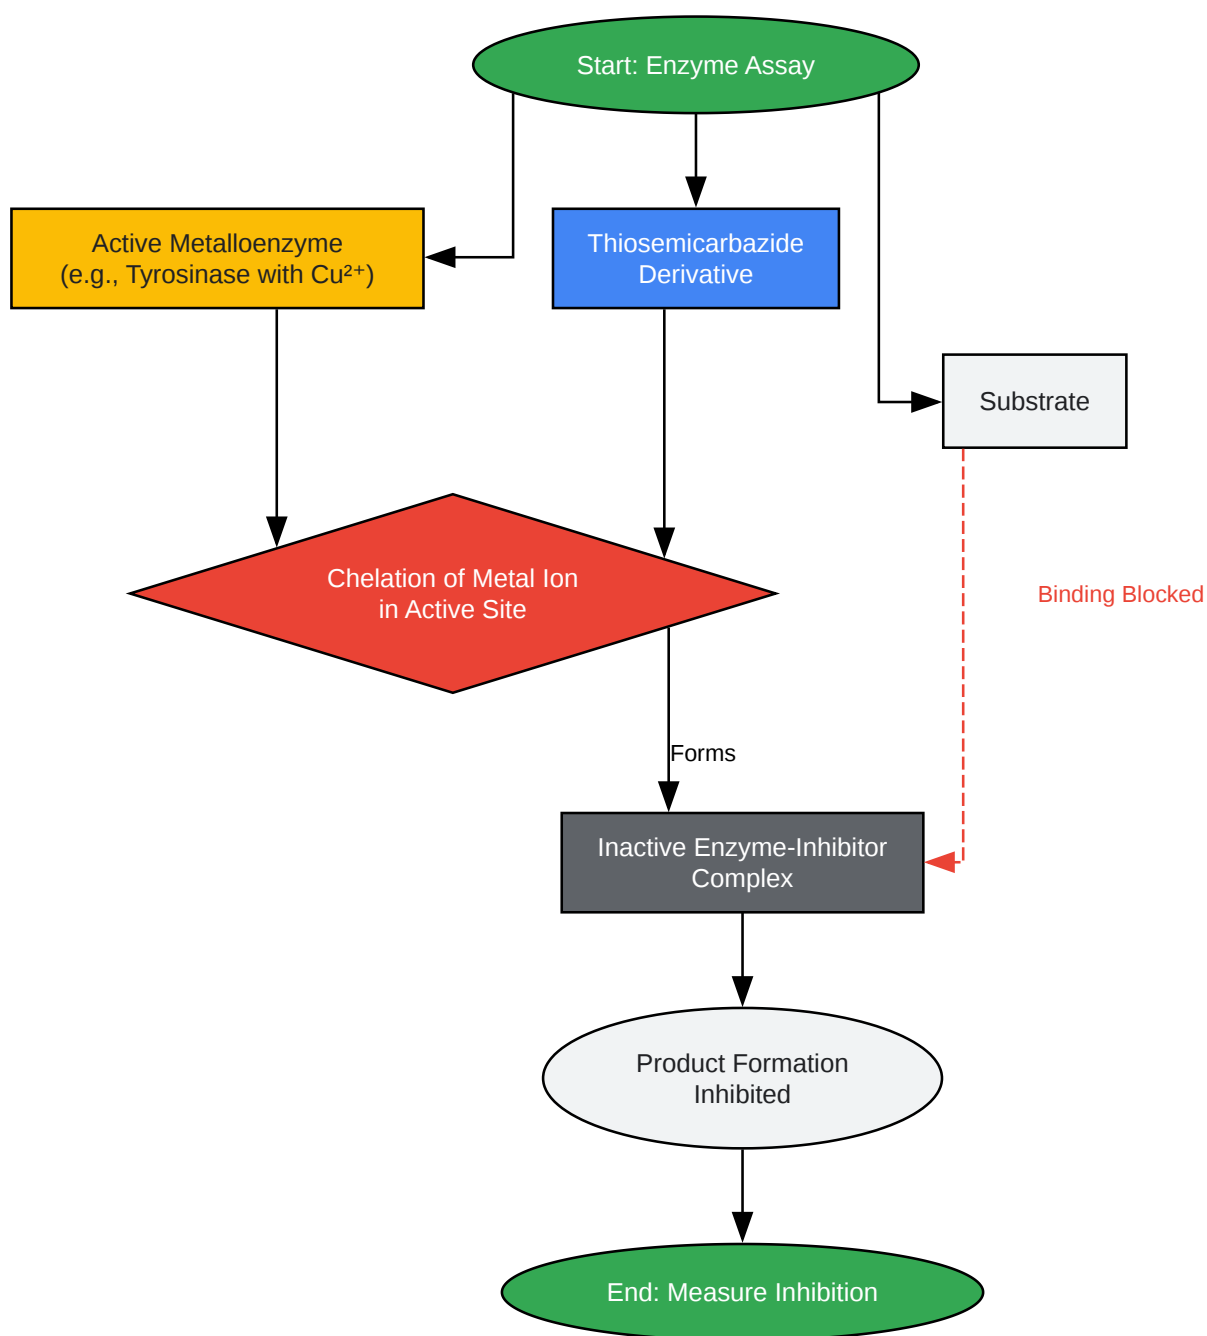 Start: Enzyme Assay
Active Metalloenzyme
(e.g., Tyrosinase with Cu²⁺)
Thiosemicarbazide
Derivative
Substrate
Chelation of Metal Ion
in Active Site
Binding Blocked
Forms
Inactive Enzyme-Inhibitor
Complex
Product Formation
Inhibited
End: Measure Inhibition